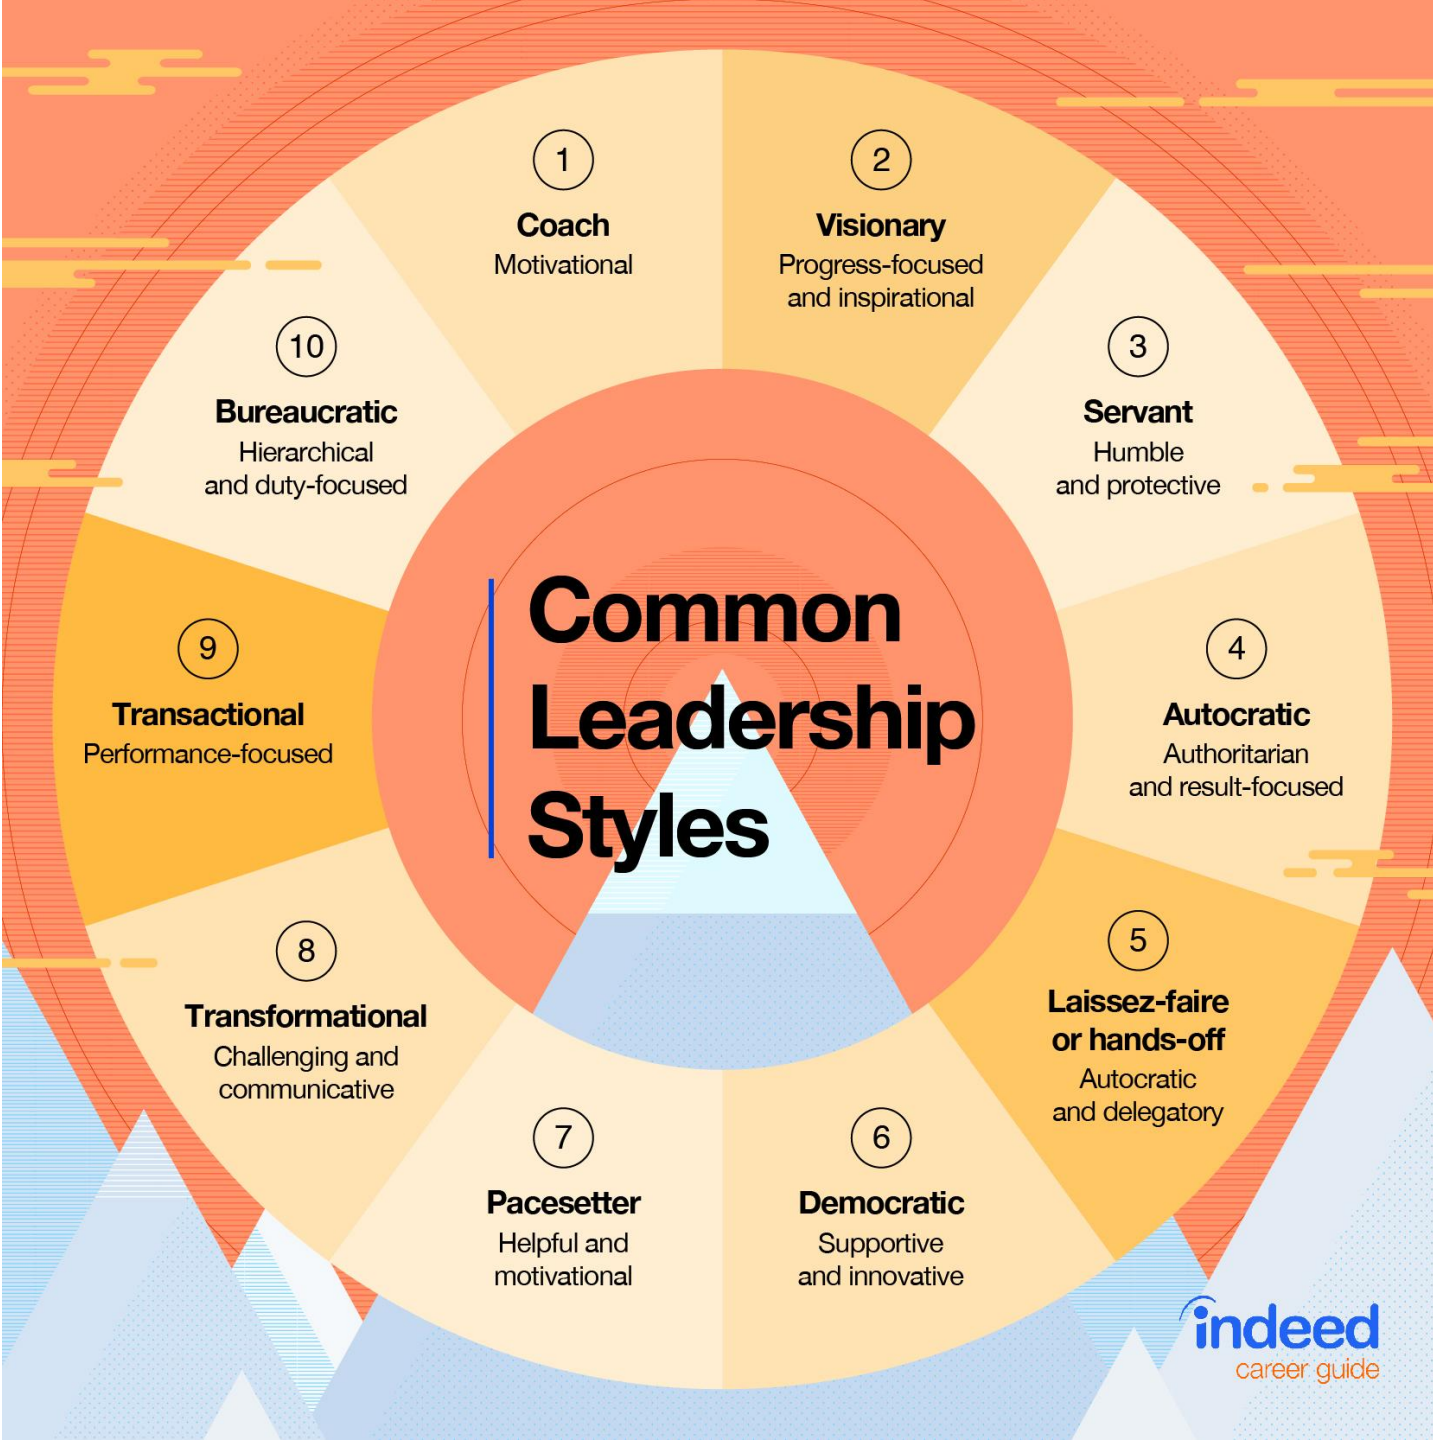 Common
Leadership
Styles
1
Coach
Motivational
2
Visionary
Progress-focused
and inspirational
3
Servant
Humble
and protective
4
Autocratic
Authoritarian
and result-focused
5
Laissez-faire
or hands-off
Autocratic
and delegatory
6
Democratic
Supportive
and innovative
7
Pacesetter
Helpful and
motivational
8
Transformational
Challenging and
communicative
9
Transactional
Performance-focused
10
Bureaucratic
Hierarchical
and duty-focused
indeed
career guide